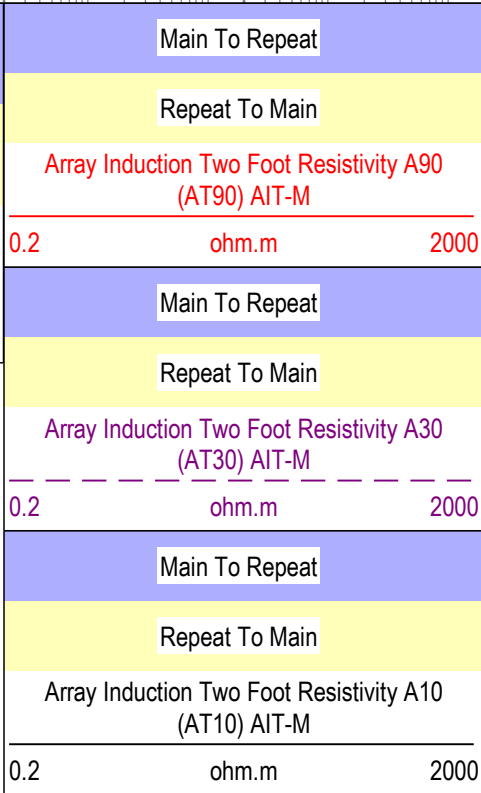 Main To Repeat
Repeat To Main
Array Induction Two Foot Resistivity A90
(AT90) AIT-M
0.2 ohm.m 2000
Main To Repeat
Repeat To Main
Array Induction Two Foot Resistivity A30
(AT30) AIT-M
0.2 ohm.m 2000
Main To Repeat
Repeat To Main
Array Induction Two Foot Resistivity A10
(AT10) AIT-M
0.2 ohm.m 2000